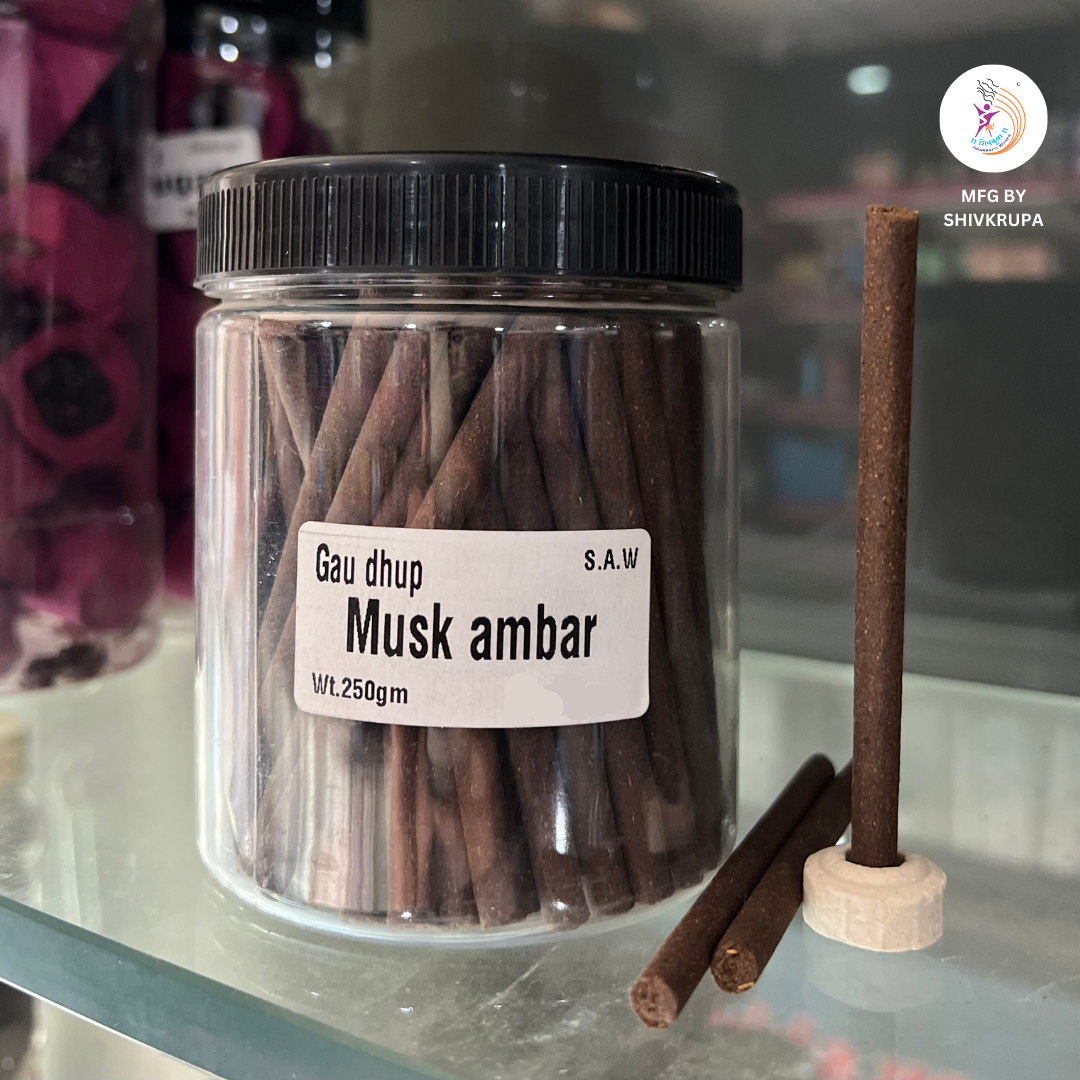 MFG BY
SHIVKRUPA
Gau dhup
S.A.W
Musk ambar
Wt.250gm